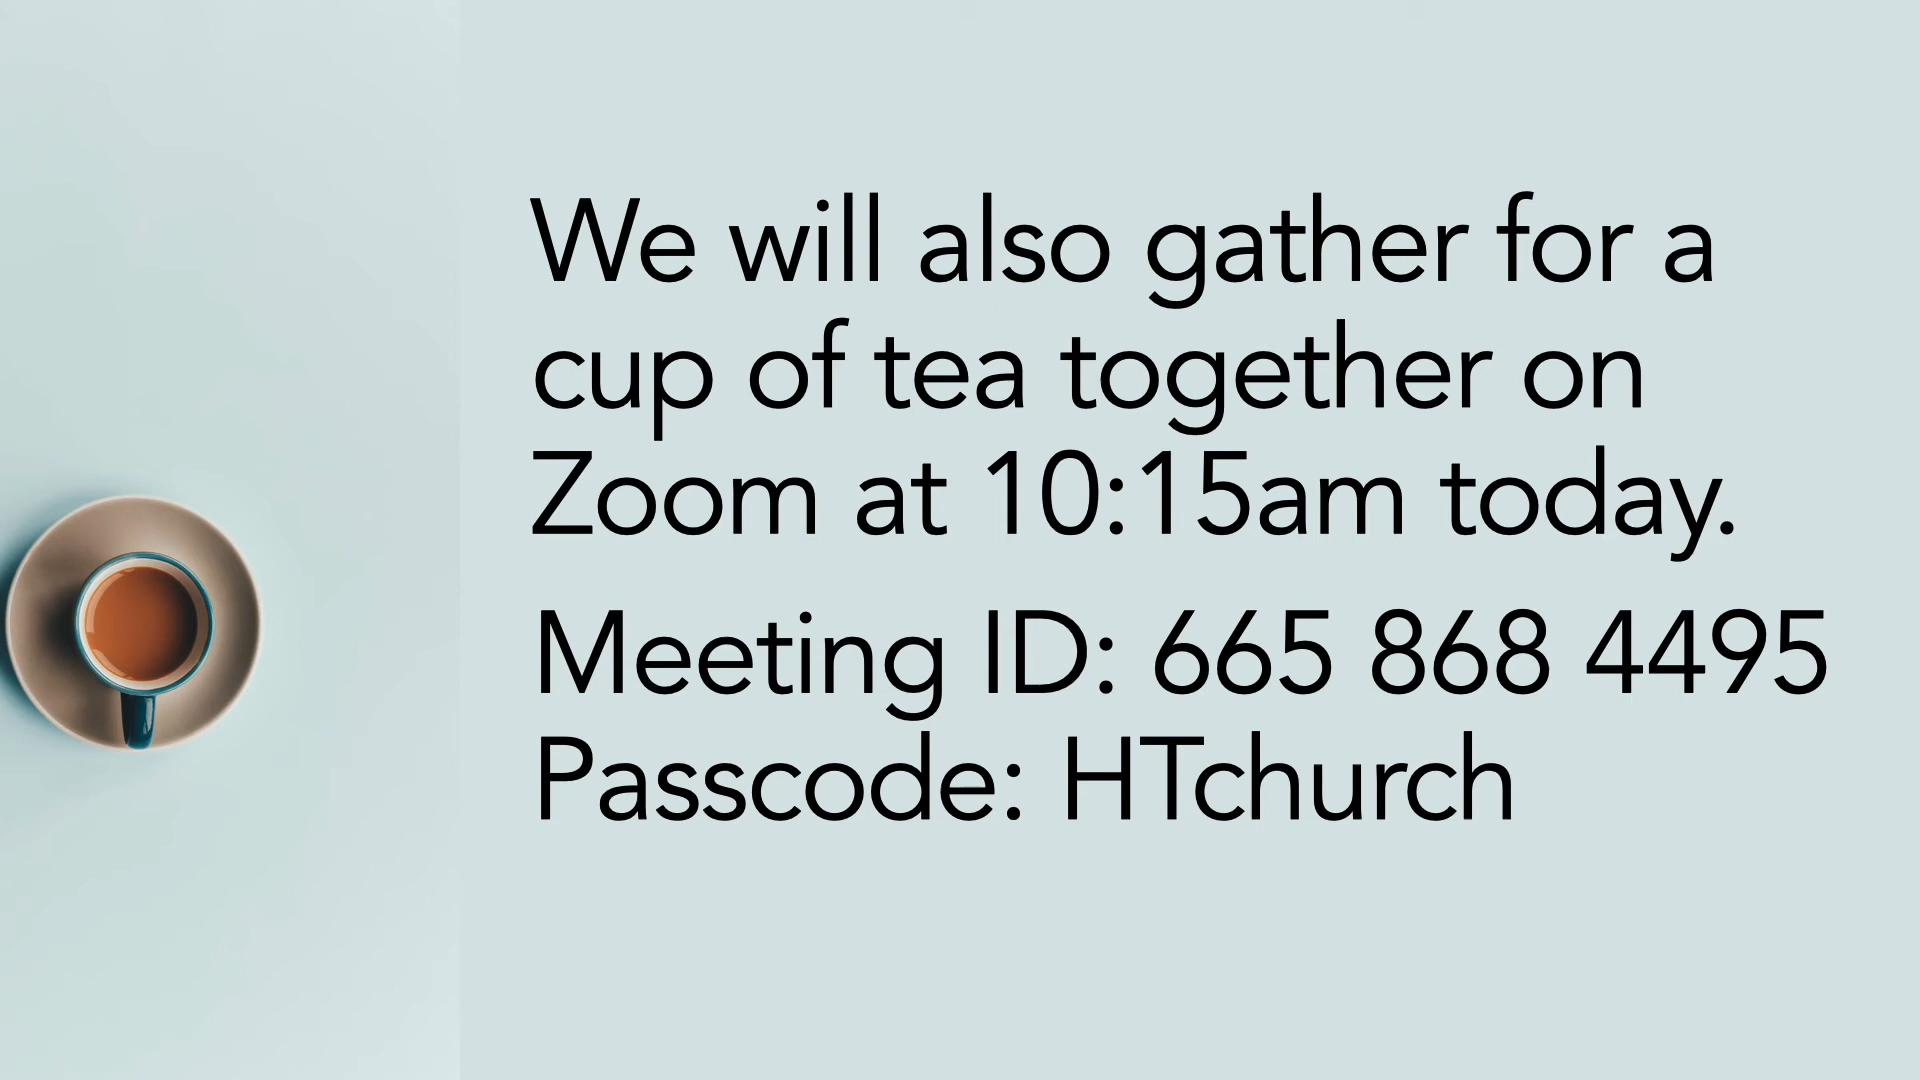 We will also gather for a
cup of tea together on
Zoom at 10:15am today.
Meeting ID: 665 868 4495
Passcode: HTchurch